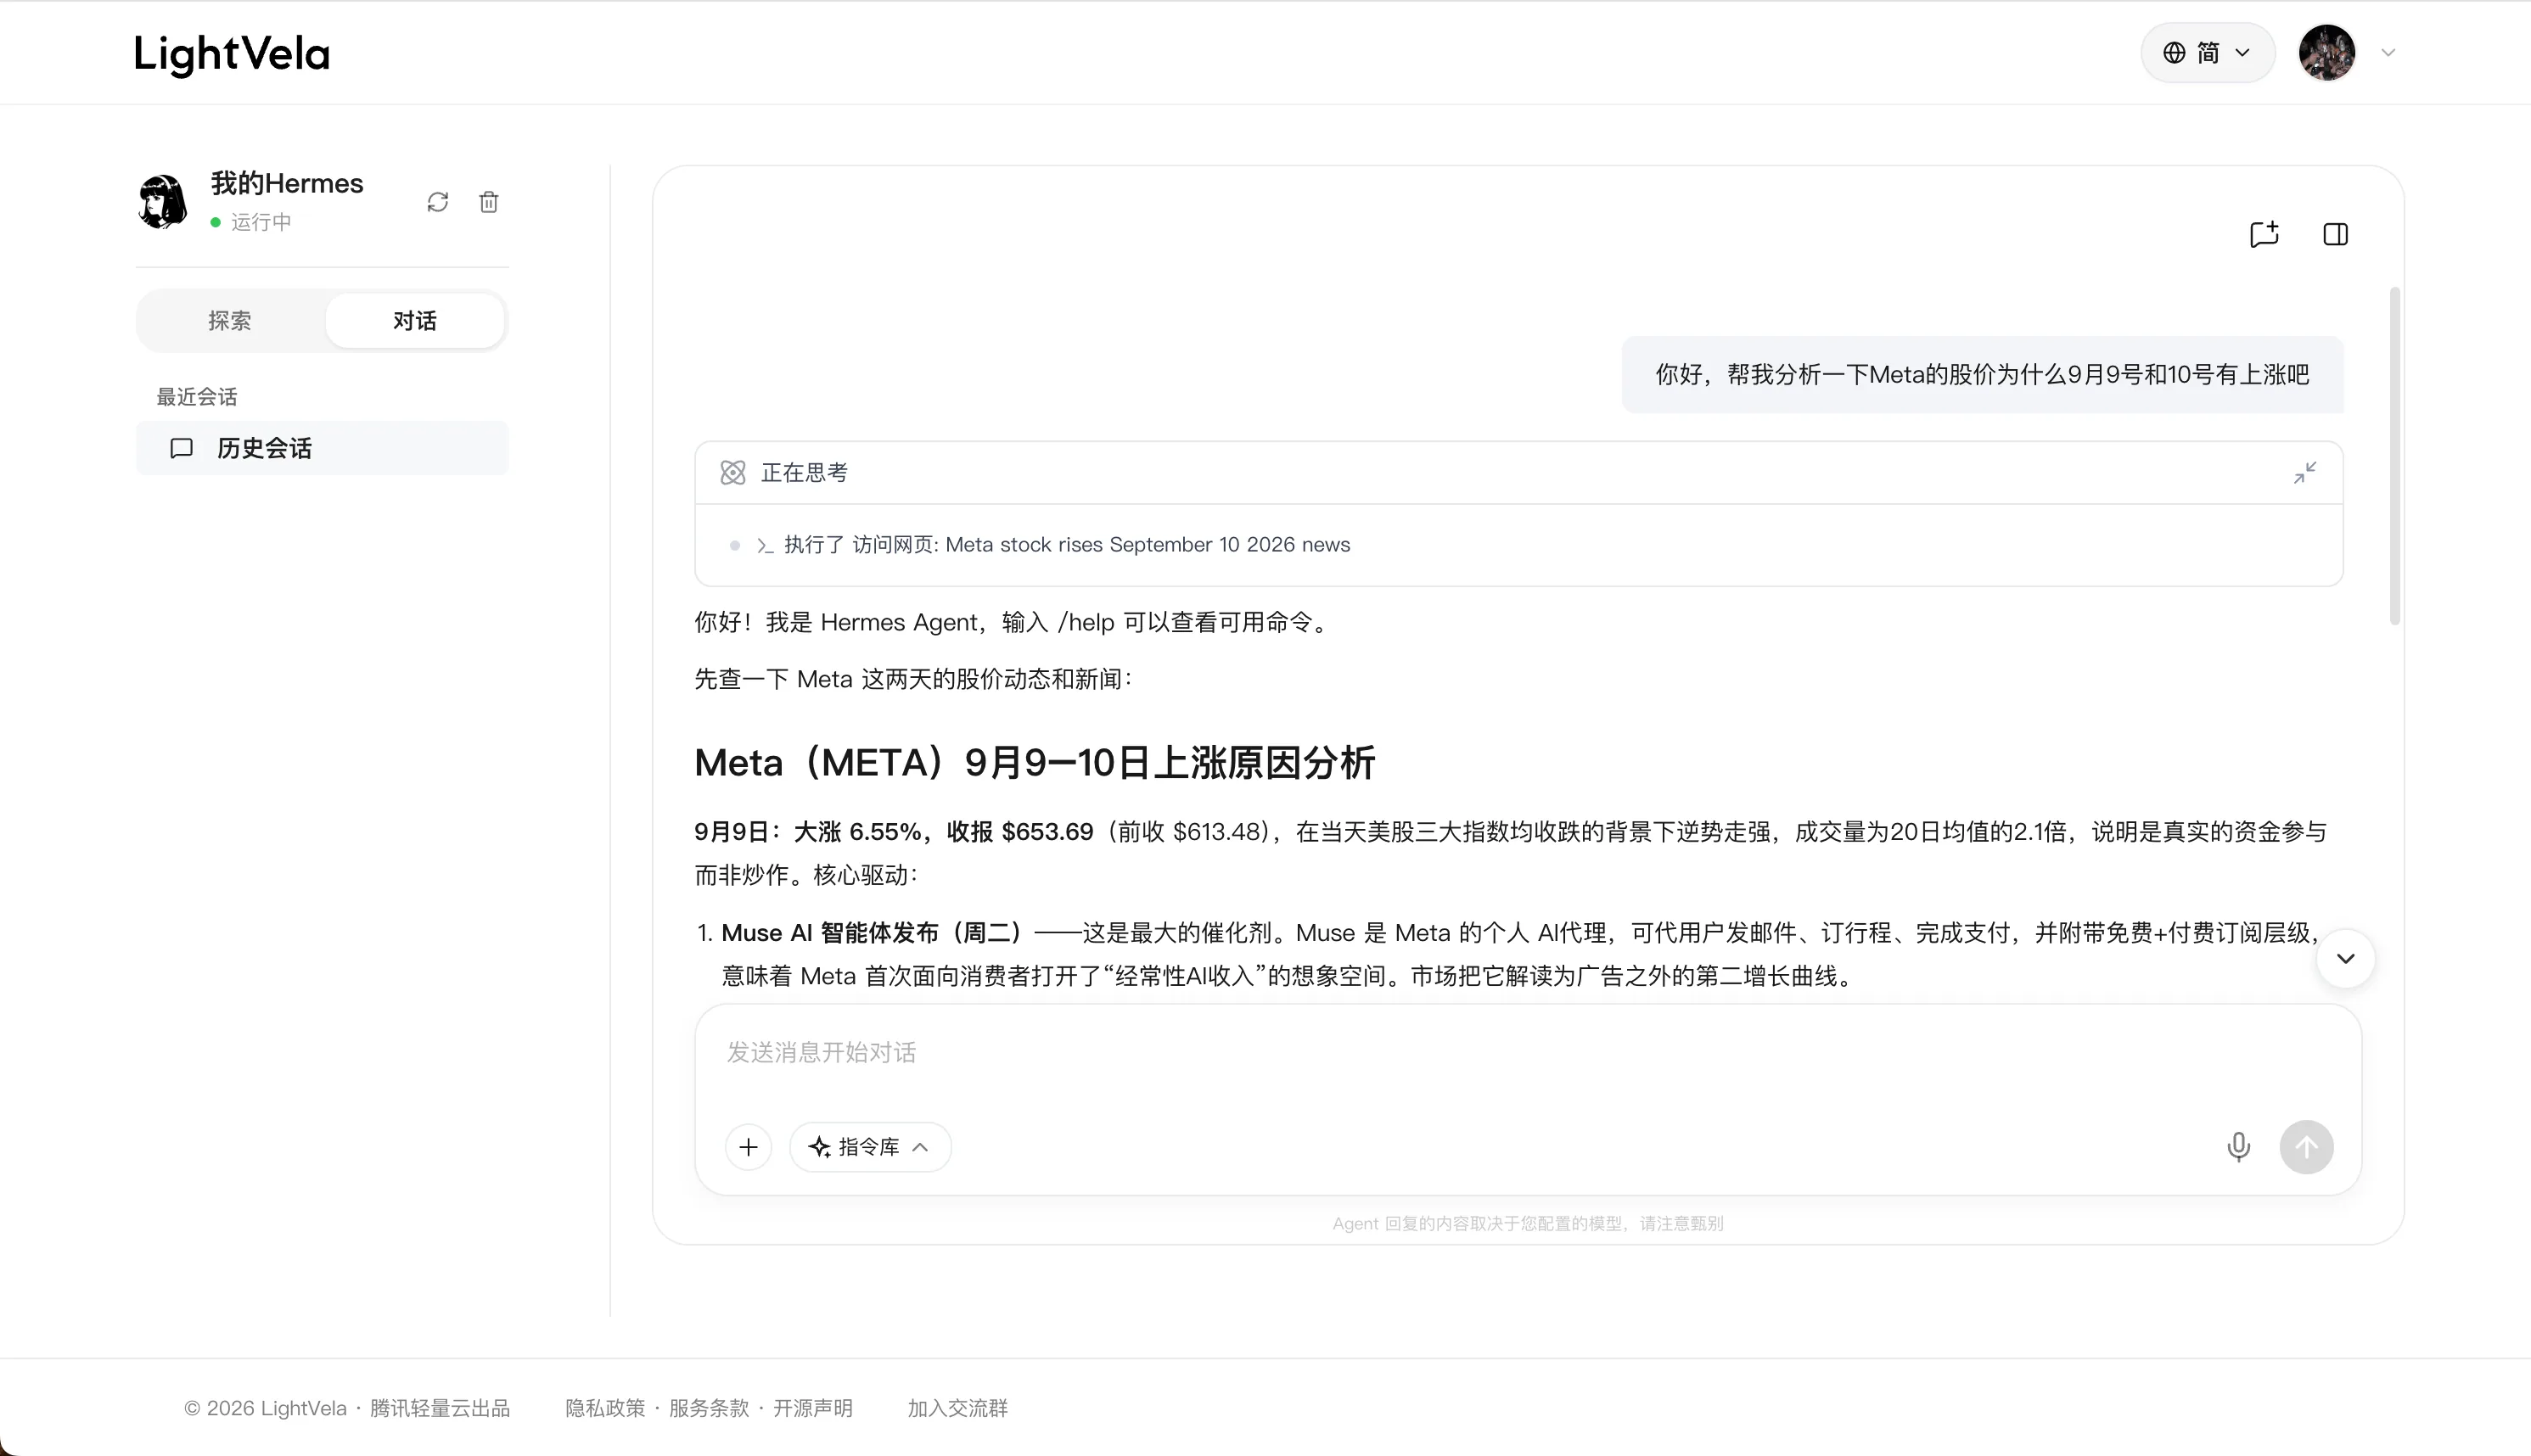 LightVela
简
我的Hermes
运行中
探索
对话
最近会话
历史会话
你好，帮我分析一下Meta的股价为什么9月9号和10号有上涨吧
正在思考
执行了 访问网页: Meta stock rises September 10 2026 news
你好！我是 Hermes Agent，输入 /help 可以查看可用命令。
先查一下 Meta 这两天的股价动态和新闻：
Meta（META）9月9—10日上涨原因分析
9月9日：大涨 6.55%，收报 $653.69（前收 $613.48），在当天美股三大指数均收跌的背景下逆势走强，成交量为20日均值的2.1倍，说明是真实的资金参与
而非炒作。核心驱动：
1. Muse AI 智能体发布（周二）——这是最大的催化剂。Muse 是 Meta 的个人 AI代理，可代用户发邮件、订行程、完成支付，并附带免费+付费订阅层级，
意味着 Meta 首次面向消费者打开了“经常性AI收入”的想象空间。市场把它解读为广告之外的第二增长曲线。
发送消息开始对话
指令库
Agent 回复的内容取决于您配置的模型，请注意甄别
© 2026 LightVela · 腾讯轻量云出品
隐私政策 · 服务条款 · 开源声明
加入交流群